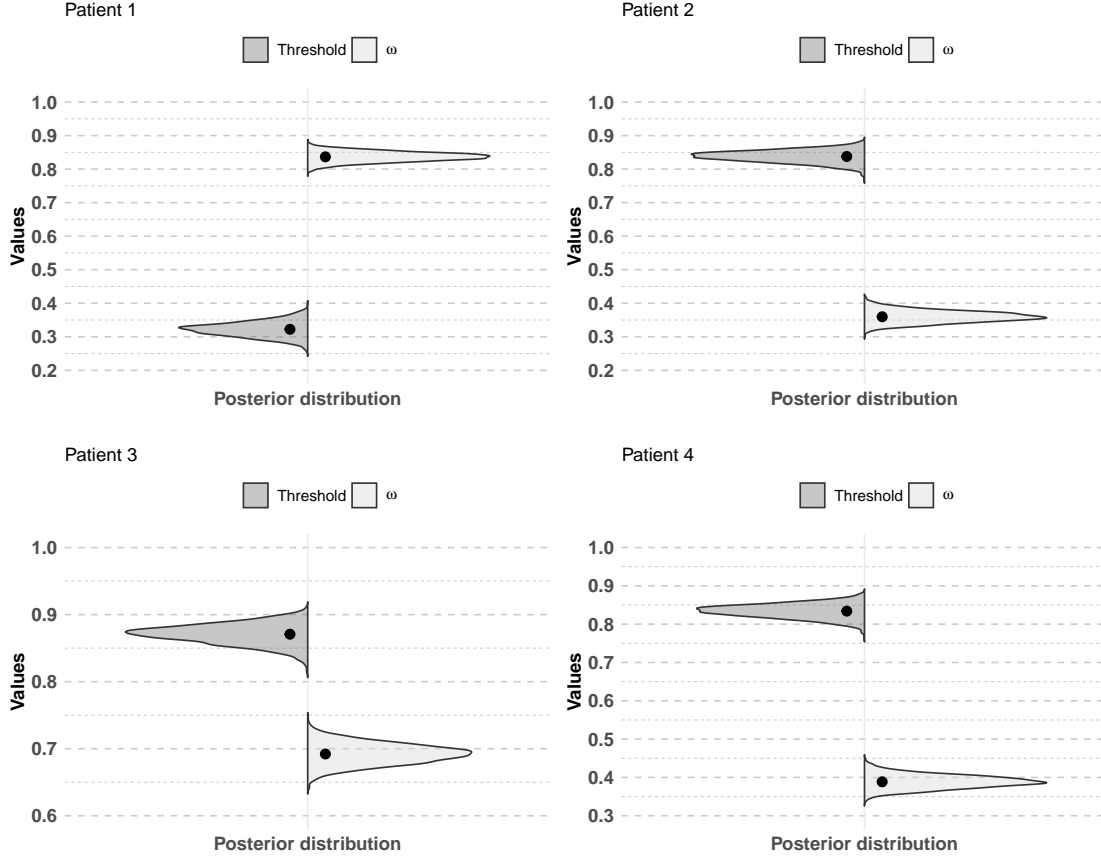 Patient 1
Threshold ω
1.0
0.9
0.8
0.7
0.6
0.5
0.4
0.3
0.2
Values
Posterior distribution
Patient 2
Threshold ω
1.0
0.9
0.8
0.7
0.6
0.5
0.4
0.3
0.2
Values
Posterior distribution
Patient 3
Threshold ω
1.0
0.9
0.8
0.7
0.6
Values
Posterior distribution
Patient 4
Threshold ω
1.0
0.9
0.8
0.7
0.6
0.5
0.4
0.3
Values
Posterior distribution